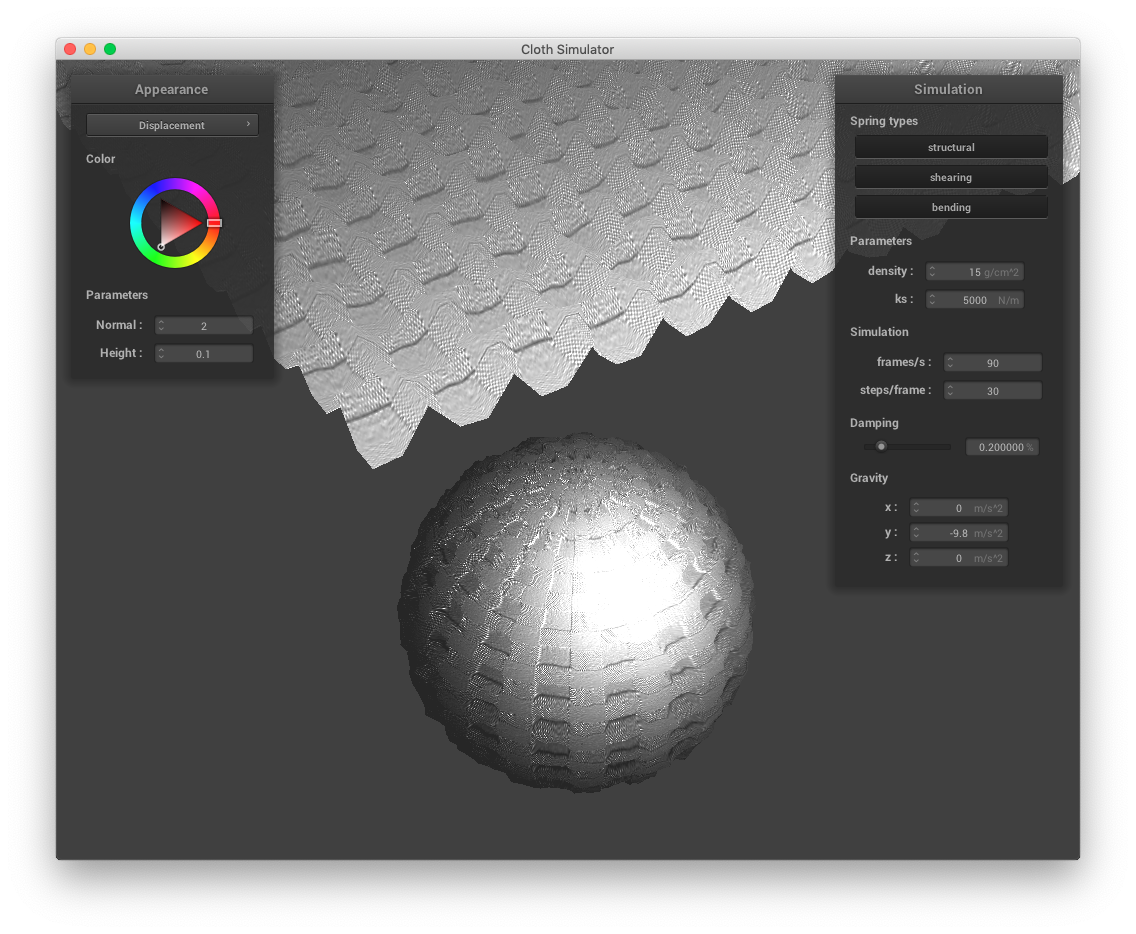 Cloth Simulator
Appearance
Displacement
Color
Parameters
Normal : 2
Height : 0.1
Simulation
Spring types
structural
shearing
bending
Parameters
density : 15 g/cm^2
ks : 5000 N/m
Simulation
frames/s : 90
steps/frame : 30
Damping
0.200000 %
Gravity
x : 0 m/s^2
y : -9.8 m/s^2
z : 0 m/s^2